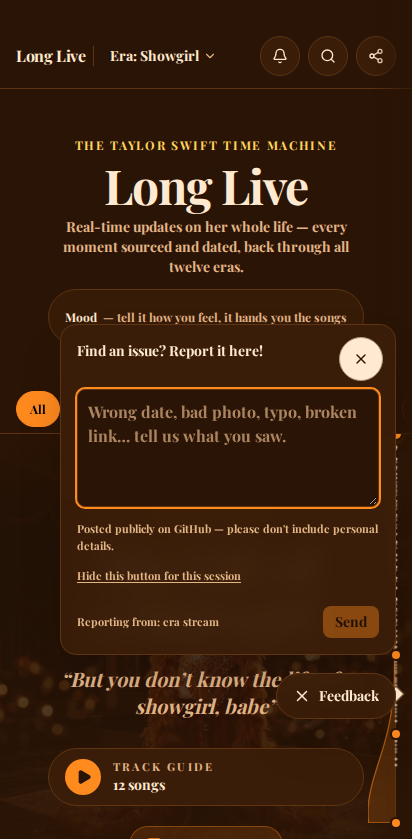 Long Live
Era: Showgirl
THE TAYLOR SWIFT TIME MACHINE
Long Live
Real-time updates on her whole life — every
moment sourced and dated, back through all
twelve eras.
Mood — tell it how you feel, it hands you the songs
All
Find an issue? Report it here!
Wrong date, bad photo, typo, broken
link... tell us what you saw.
Posted publicly on GitHub — please don't include personal
details.
Hide this button for this session
Reporting from: era stream
Send
“But you don’t know the
showgirl, babe”
Feedback
TRACK GUIDE
12 songs